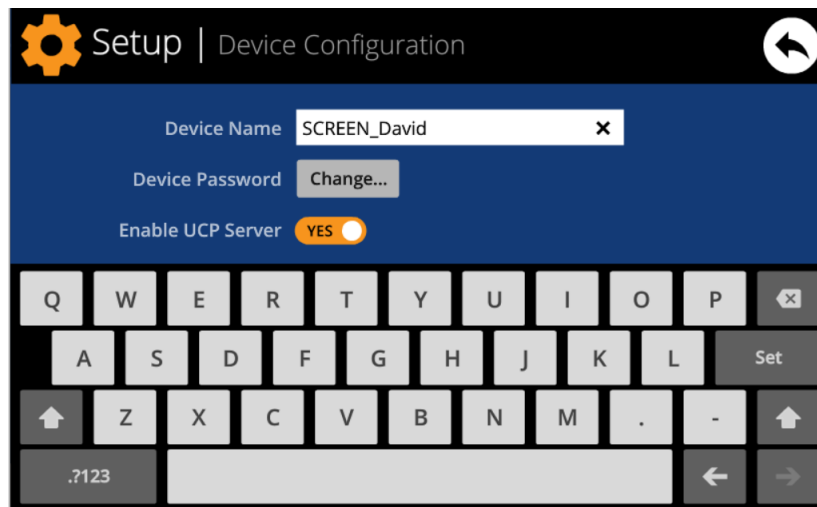 Setup | Device Configuration
Device Name SCREEN_David
Device Password Change...
Enable UCP Server YES
Q W E R T Y U I O P
A S D F G H J K L Set
Z X C V B N M . -
.?123